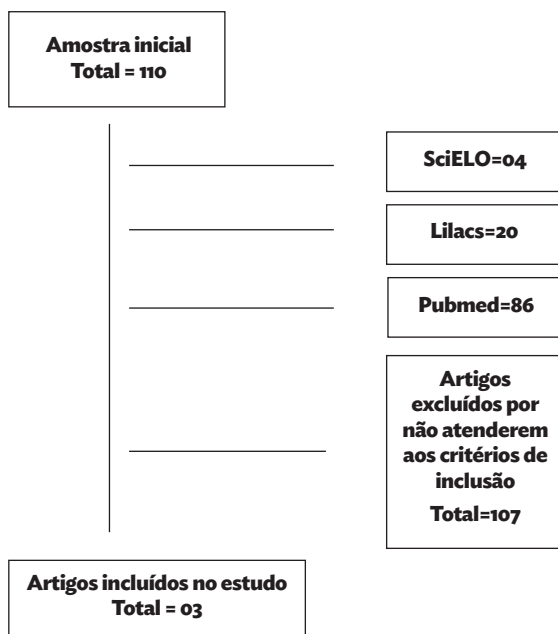 Amostra inicial
Total = 110
SciELO=04
Lilacs=20
Pubmed=86
Artigos
excluídos por
não atenderem
aos critérios de
inclusão
Total=107
Artigos incluídos no estudo
Total = 03